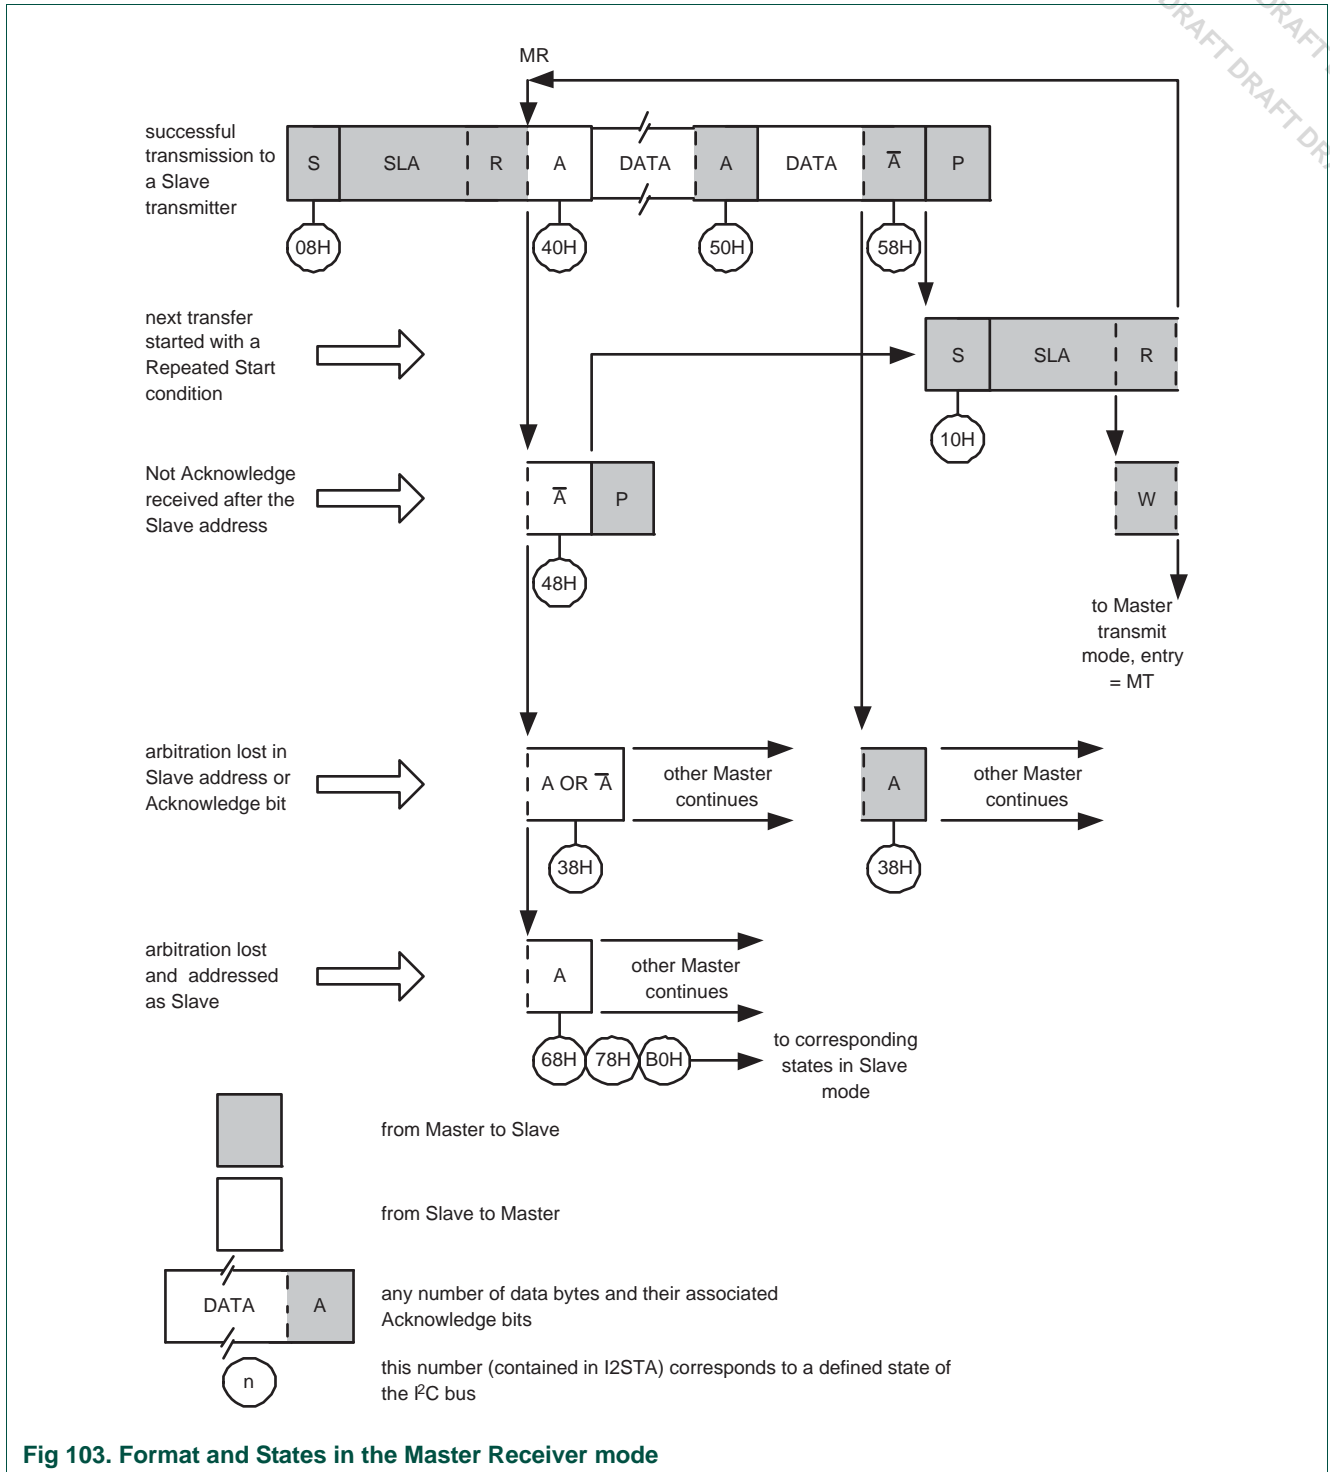 DRAFT DRAFT DR
DRAFT
MR
successful
transmission to
a Slave
transmitter
S
SLA
R
A
DATA
A
DATA
A̅
P
08H
40H
50H
58H
next transfer
started with a
Repeated Start
condition
S
SLA
R
10H
Not Acknowledge
received after the
Slave address
A̅
P
W
48H
to Master
transmit
mode, entry
= MT
arbitration lost in
Slave address or
Acknowledge bit
A OR A̅
other Master
continues
A
other Master
continues
38H
38H
arbitration lost
and addressed
as Slave
A
other Master
continues
68H
78H
B0H
to corresponding
states in Slave
mode
from Master to Slave
from Slave to Master
DATA
A
any number of data bytes and their associated
Acknowledge bits
n
this number (contained in I2STA) corresponds to a defined state of
the I²C bus
Fig 103. Format and States in the Master Receiver mode